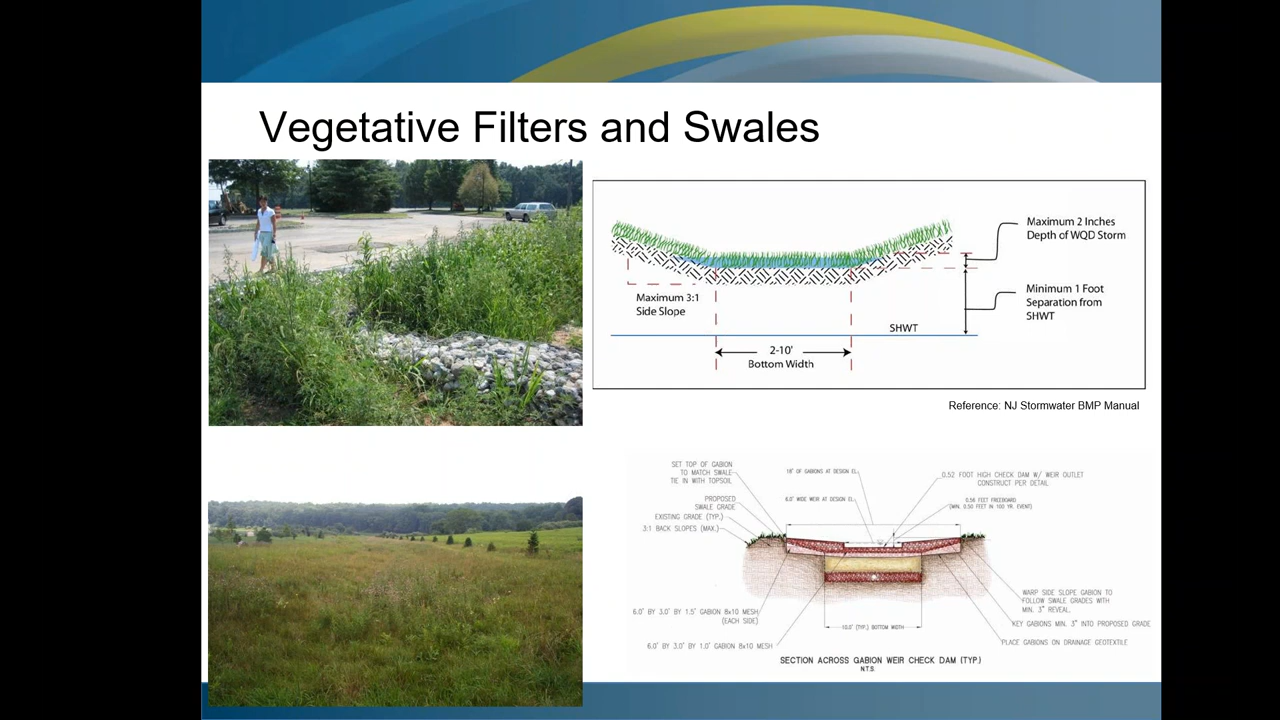 Vegetative Filters and Swales
Maximum 2 Inches
Depth of WQD Storm
Maximum 3:1
Side Slope
Minimum 1 Foot
Separation from
SHWT
SHWT
2-10'
Bottom Width
Reference: NJ Stormwater BMP Manual
SET TOP OF GABION
TO MATCH SWALE
TIE IN WITH TOPSOIL
18' OF GABIONS AT DESIGN EL.
0.52 FOOT HIGH CHECK DAM W/ WEIR OUTLET
CONSTRUCT PER DETAIL
PROPOSED
SWALE GRADE
6.0' WIDE WEIR AT DESIGN EL.
0.56 FEET FREEBOARD
(MIN. 0.50 FEET IN 100 YR. EVENT)
EXISTING GRADE (TYP.)
3:1 BACK SLOPES (MAX.)
WARP SIDE SLOPE GABION TO
FOLLOW SWALE GRADES WITH
MIN. 3" REVEAL.
6.0' BY 3.0' BY 1.5' GABION 8x10 MESH
(EACH SIDE)
10.0' (TYP.) BOTTOM WIDTH
KEY GABIONS MIN. 3" INTO PROPOSED GRADE
6.0' BY 3.0' BY 1.0' GABION 8x10 MESH
PLACE GABIONS ON DRAINAGE GEOTEXTILE
SECTION ACROSS GABION WEIR CHECK DAM (TYP.)
N.T.S.